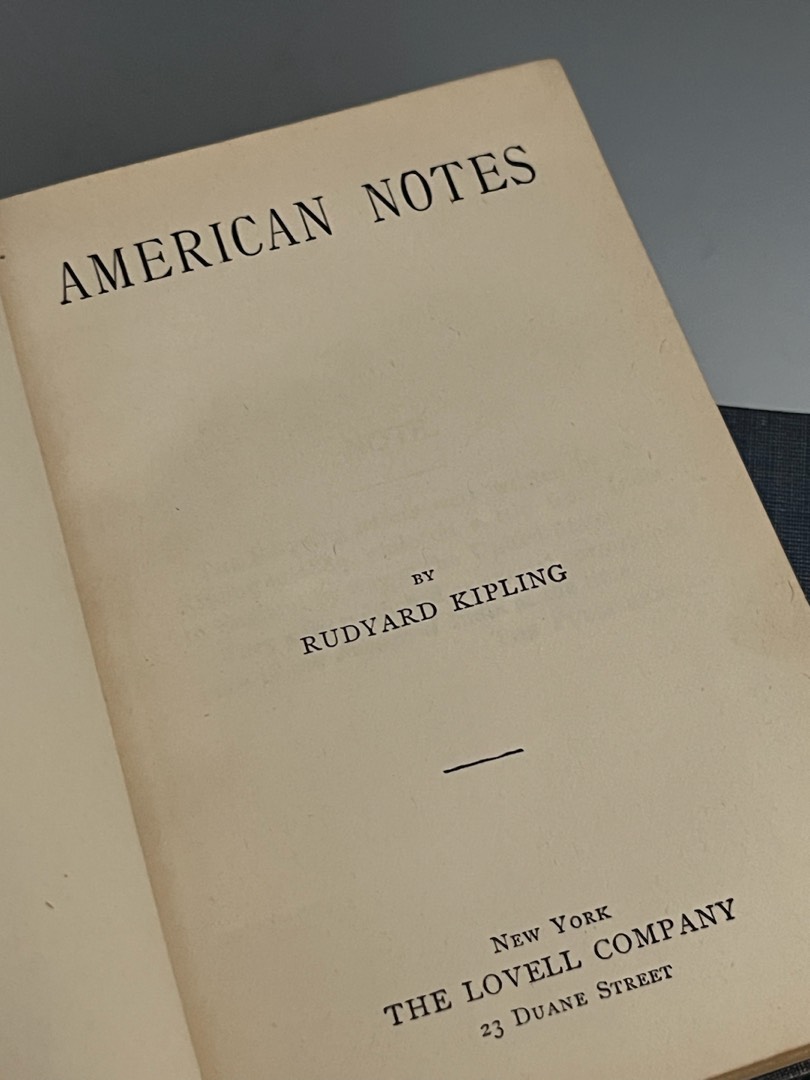 AMERICAN NOTES
BY
RUDYARD KIPLING
NEW YORK
THE LOVELL COMPANY
23 DUANE STREET